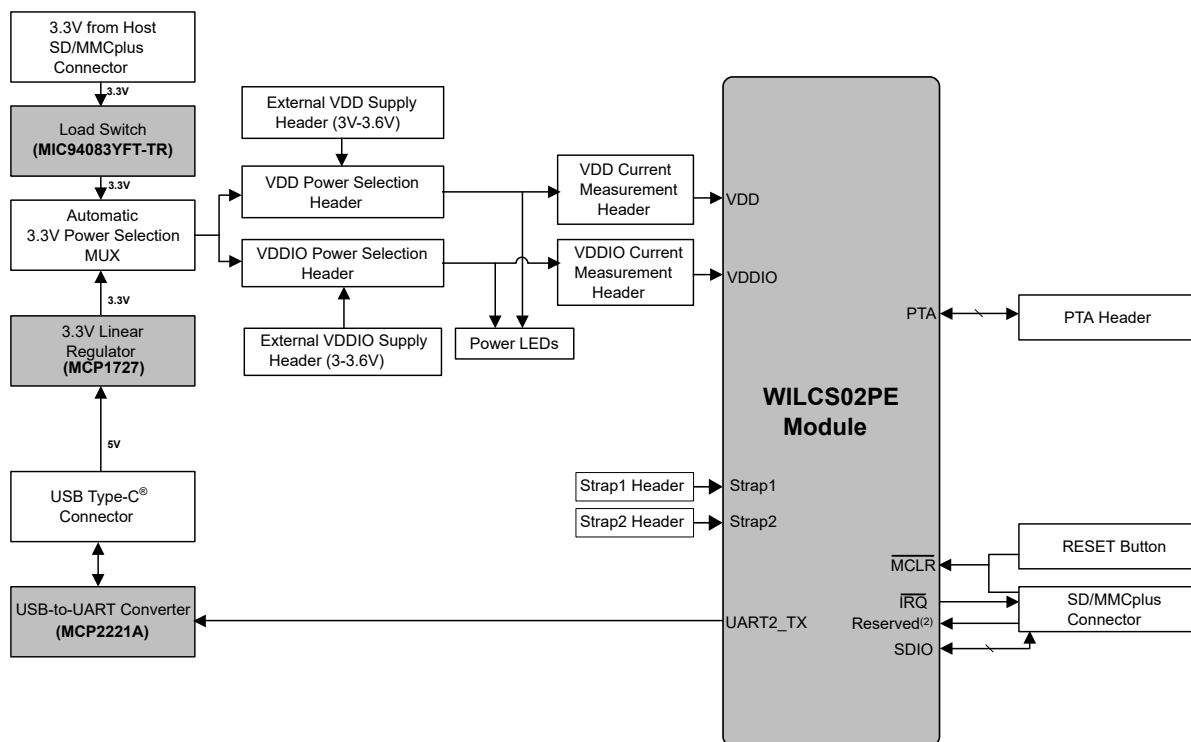 3.3V from Host
SD/MMCplus
Connector
3.3V
Load Switch
(MIC94083YFT-TR)
3.3V
Automatic
3.3V Power Selection
MUX
3.3V
3.3V Linear
Regulator
(MCP1727)
5V
USB Type-C®
Connector
USB-to-UART Converter
(MCP2221A)
External VDD Supply
Header (3V-3.6V)
VDD Power Selection
Header
VDDIO Power Selection
Header
External VDDIO Supply
Header (3-3.6V)
Power LEDs
VDD Current
Measurement
Header
VDDIO Current
Measurement
Header
Strap1 Header
Strap2 Header
VDD
VDDIO
PTA
WILCS02PE
Module
Strap1
Strap2
MCLR
IRQ
UART2_TX
Reserved(2)
SDIO
PTA Header
RESET Button
SD/MMCplus
Connector